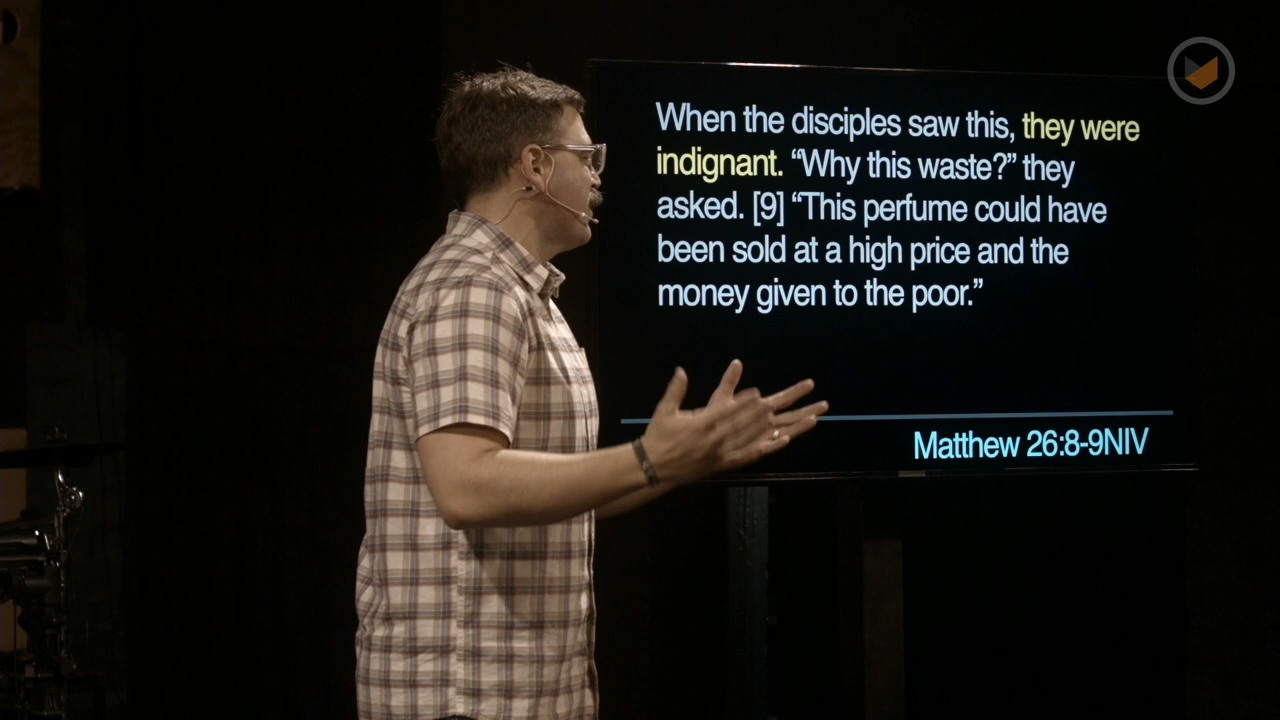 When the disciples saw this, they were
indignant. “Why this waste?” they
asked. [9] “This perfume could have
been sold at a high price and the
money given to the poor.”
Matthew 26:8-9NIV